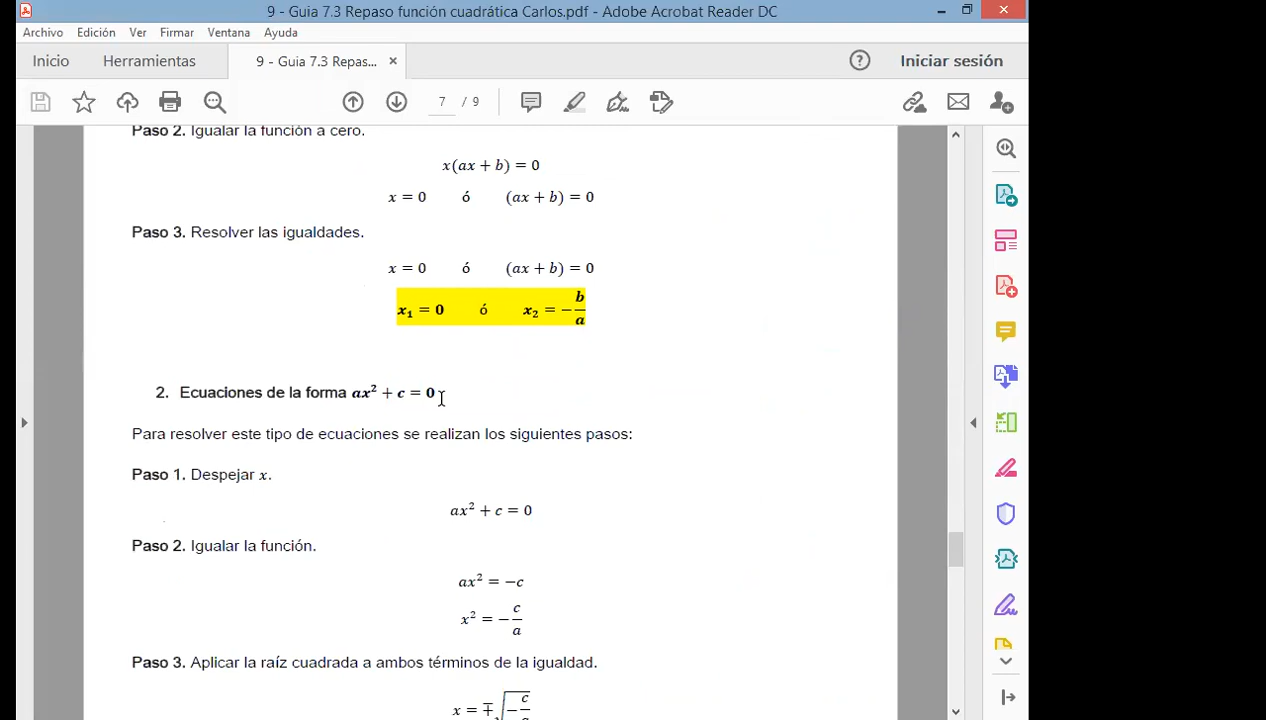 9 - Guia 7.3 Repaso función cuadrática Carlos.pdf - Adobe Acrobat Reader DC
Archivo Edición Ver Firmar Ventana Ayuda
Inicio Herramientas 9 - Guia 7.3 Repas... × Iniciar sesión
7 / 9
Paso 2. Igualar la función a cero.
x(ax + b) = 0
x = 0 ó (ax + b) = 0
Paso 3. Resolver las igualdades.
x = 0 ó (ax + b) = 0
x₁ = 0 ó x₂ = −b/a
2. Ecuaciones de la forma ax² + c = 0
Para resolver este tipo de ecuaciones se realizan los siguientes pasos:
Paso 1. Despejar x.
ax² + c = 0
Paso 2. Igualar la función.
ax² = −c
x² = −c/a
Paso 3. Aplicar la raíz cuadrada a ambos términos de la igualdad.
x = ∓√−c/a